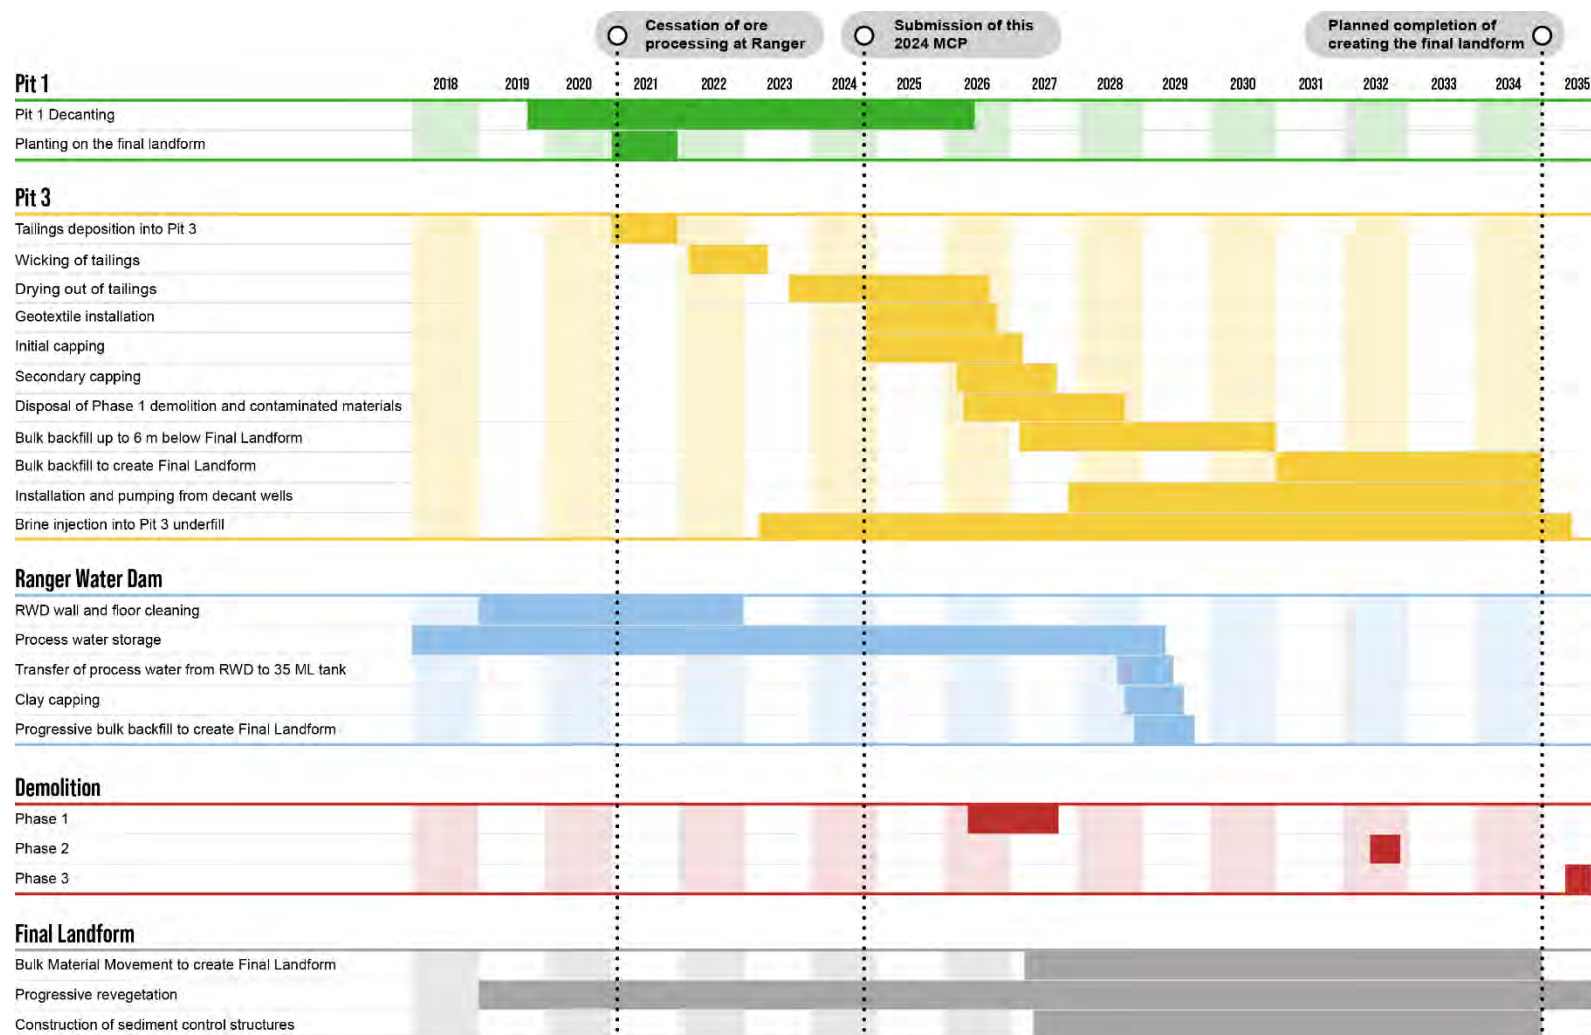 Cessation of ore
processing at Ranger
Submission of this
2024 MCP
Planned completion of
creating the final landform
Pit 1
2018 2019 2020 2021 2022 2023 2024 2025 2026 2027 2028 2029 2030 2031 2032 2033 2034 2035
Pit 1 Decanting
Planting on the final landform
Pit 3
Tailings deposition into Pit 3
Wicking of tailings
Drying out of tailings
Geotextile installation
Initial capping
Secondary capping
Disposal of Phase 1 demolition and contaminated materials
Bulk backfill up to 6 m below Final Landform
Bulk backfill to create Final Landform
Installation and pumping from decant wells
Brine injection into Pit 3 underfill
Ranger Water Dam
RWD wall and floor cleaning
Process water storage
Transfer of process water from RWD to 35 ML tank
Clay capping
Progressive bulk backfill to create Final Landform
Demolition
Phase 1
Phase 2
Phase 3
Final Landform
Bulk Material Movement to create Final Landform
Progressive revegetation
Construction of sediment control structures